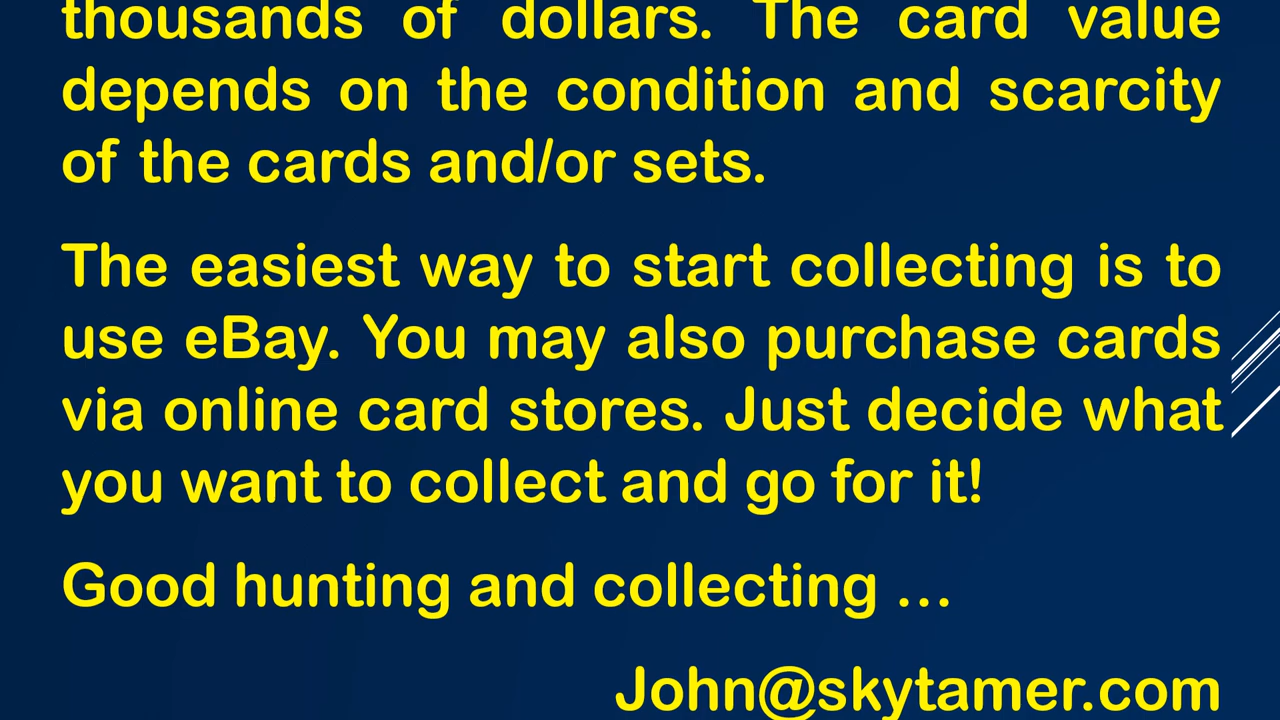 thousands of dollars. The card value
depends on the condition and scarcity
of the cards and/or sets.
The easiest way to start collecting is to
use eBay. You may also purchase cards
via online card stores. Just decide what
you want to collect and go for it!
Good hunting and collecting …
John@skytamer.com